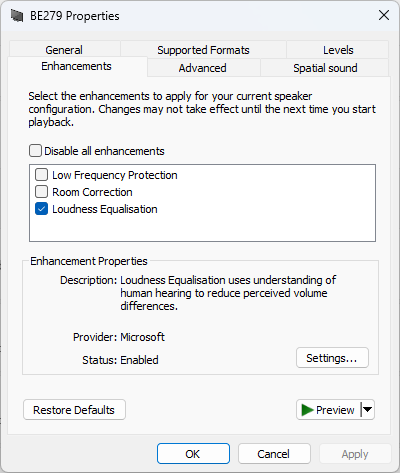 BE279 Properties
General Supported Formats Levels
Enhancements Advanced Spatial sound
Select the enhancements to apply for your current speaker
configuration. Changes may not take effect until the next time you start
playback.
Disable all enhancements
Low Frequency Protection
Room Correction
Loudness Equalisation
Enhancement Properties
Description: Loudness Equalisation uses understanding of
human hearing to reduce perceived volume
differences.
Provider: Microsoft
Status: Enabled
Settings...
Restore Defaults Preview
OK Cancel Apply